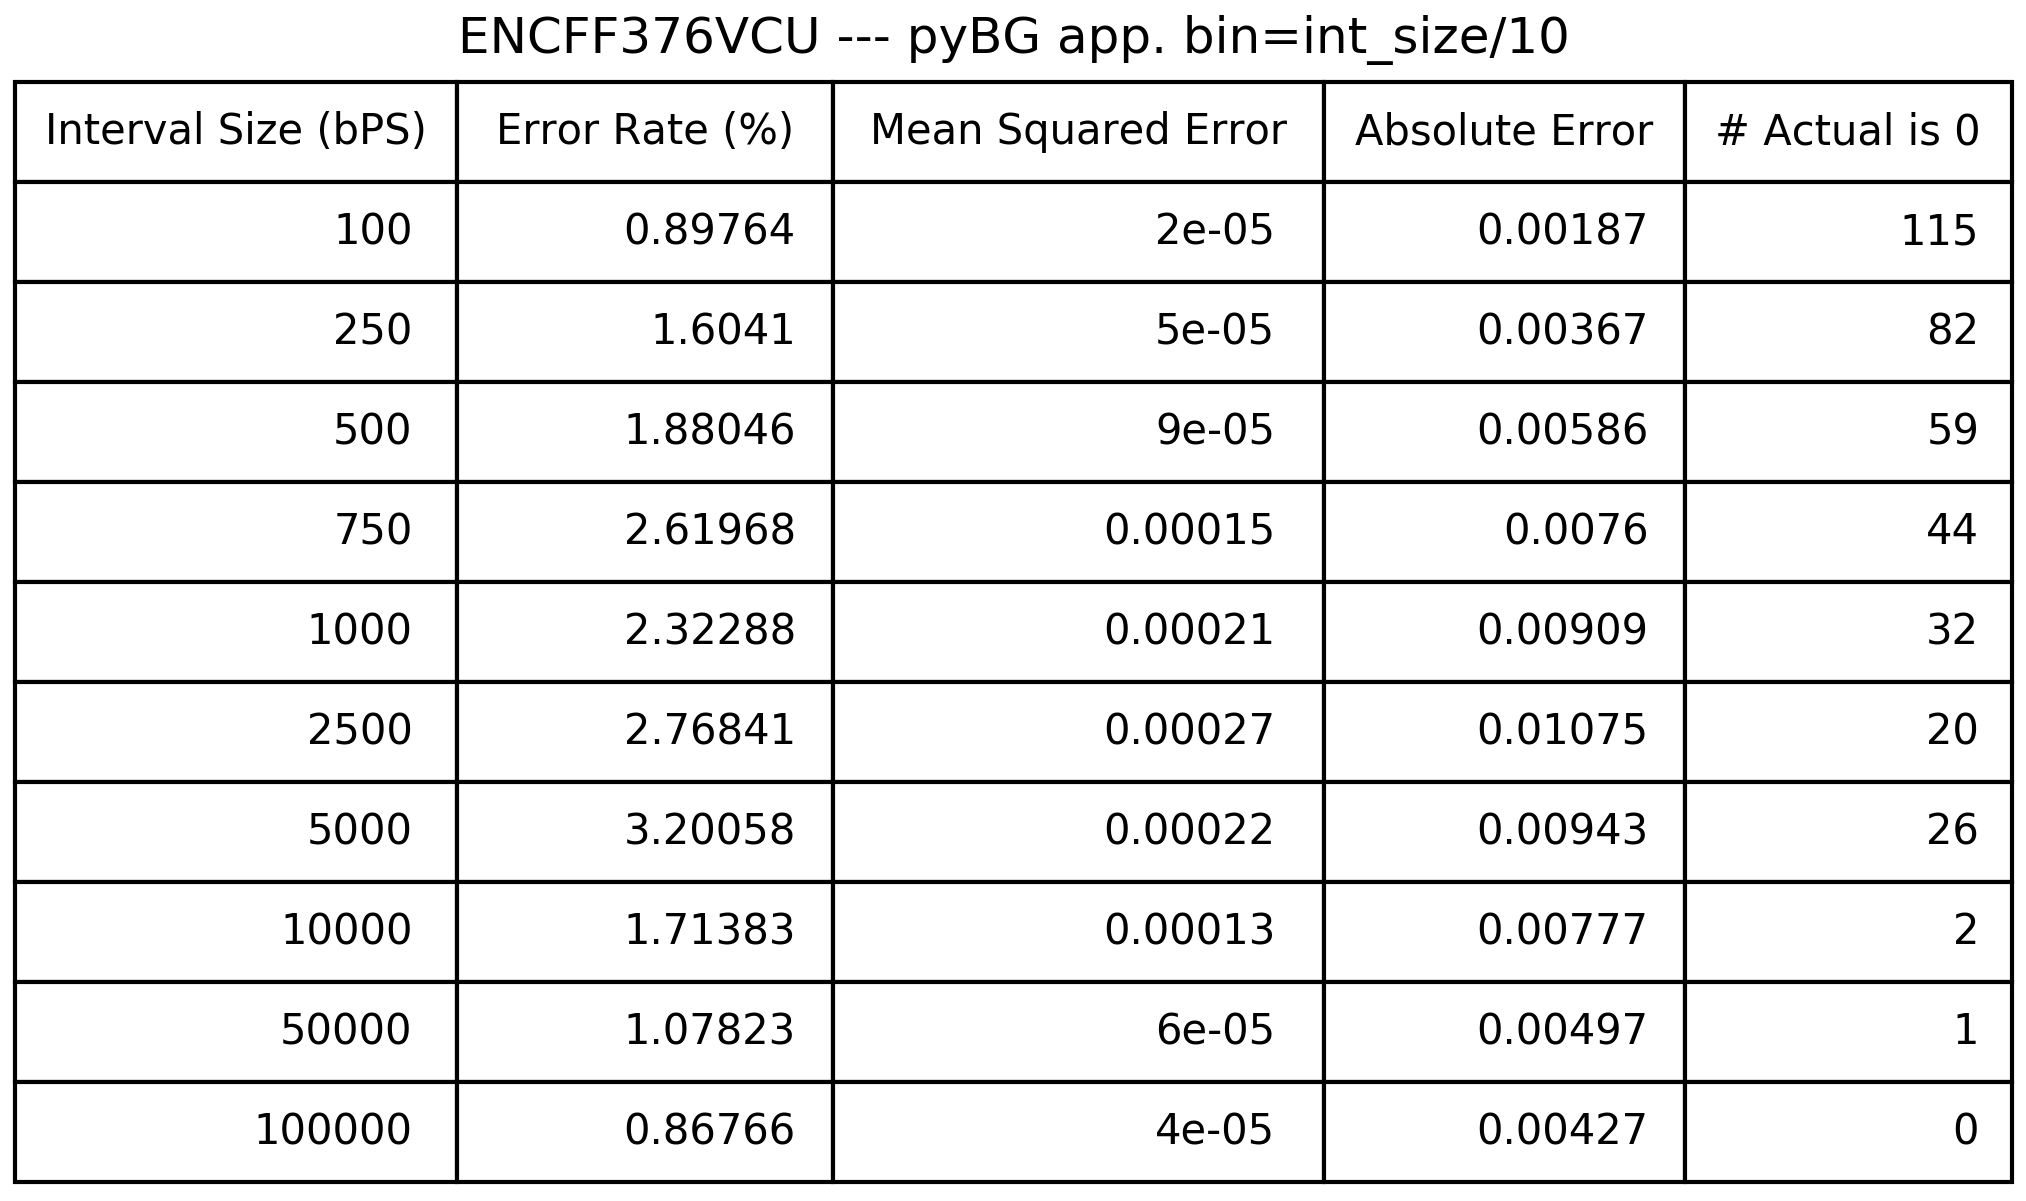 ENCFF376VCU --- pyBG app. bin=int_size/10
Interval Size (bPS) Error Rate (%) Mean Squared Error Absolute Error # Actual is 0
100 0.89764 2e-05 0.00187 115
250 1.6041 5e-05 0.00367 82
500 1.88046 9e-05 0.00586 59
750 2.61968 0.00015 0.0076 44
1000 2.32288 0.00021 0.00909 32
2500 2.76841 0.00027 0.01075 20
5000 3.20058 0.00022 0.00943 26
10000 1.71383 0.00013 0.00777 2
50000 1.07823 6e-05 0.00497 1
100000 0.86766 4e-05 0.00427 0